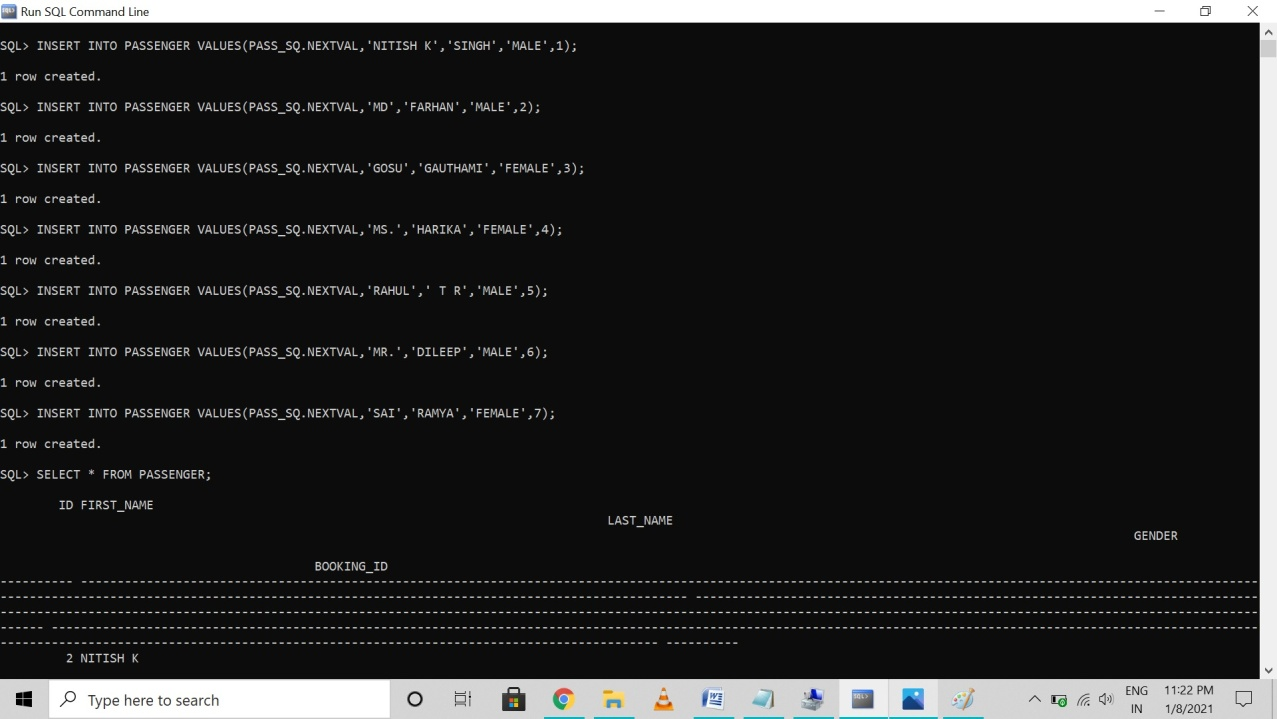 Run SQL Command Line
SQL> INSERT INTO PASSENGER VALUES(PASS_SQ.NEXTVAL,'NITISH K','SINGH','MALE',1);
1 row created.
SQL> INSERT INTO PASSENGER VALUES(PASS_SQ.NEXTVAL,'MD','FARHAN','MALE',2);
1 row created.
SQL> INSERT INTO PASSENGER VALUES(PASS_SQ.NEXTVAL,'GOSU','GAUTHAMI','FEMALE',3);
1 row created.
SQL> INSERT INTO PASSENGER VALUES(PASS_SQ.NEXTVAL,'MS.','HARIKA','FEMALE',4);
1 row created.
SQL> INSERT INTO PASSENGER VALUES(PASS_SQ.NEXTVAL,'RAHUL',' T R','MALE',5);
1 row created.
SQL> INSERT INTO PASSENGER VALUES(PASS_SQ.NEXTVAL,'MR.','DILEEP','MALE',6);
1 row created.
SQL> INSERT INTO PASSENGER VALUES(PASS_SQ.NEXTVAL,'SAI','RAMYA','FEMALE',7);
1 row created.
SQL> SELECT * FROM PASSENGER;
ID FIRST_NAME
LAST_NAME
GENDER
BOOKING_ID
2 NITISH K
Type here to search
ENG
IN
11:22 PM
1/8/2021